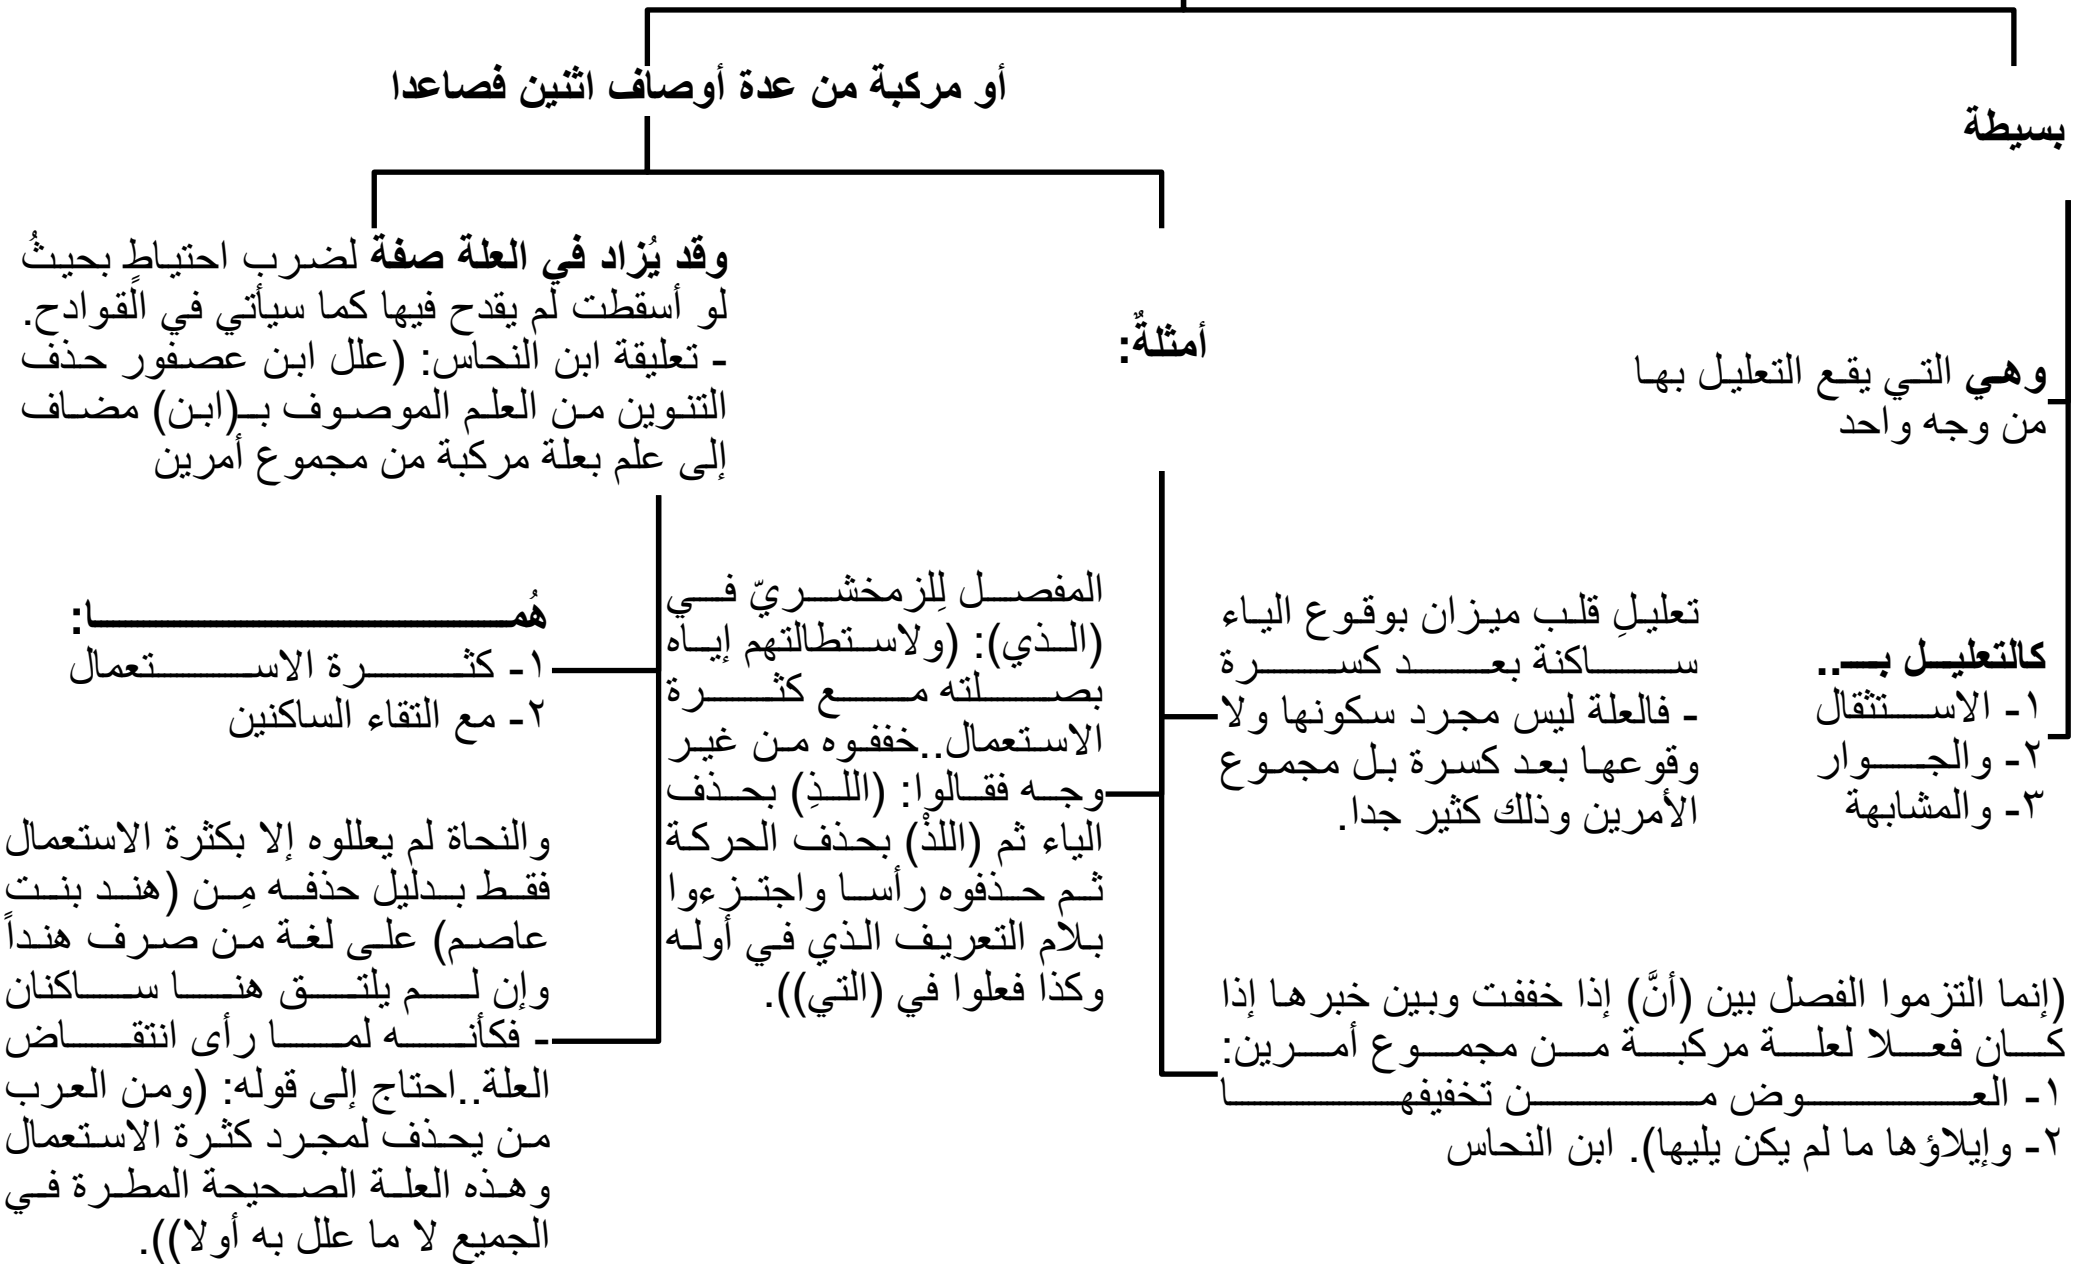 بسيطة
وهي التي يقع التعليل بها
من وجه واحد
كالتعليل بـ..
١- الاستثقال
٢- والجوار
٣- والمشابهة
أو مركبة من عدة أوصاف اثنين فصاعدا
أمثلةٌ:
تعليلِ قلب ميزان بوقوع الياء
ساكنة بعد كسرة
- فالعلة ليس مجرد سكونها ولا
وقوعها بعد كسرة بل مجموع
الأمرين وذلك كثير جدا.
المفصل لِلزمخشريّ في
(الذي): (ولاستطالتهم إياه
بصلته مع كثرة
الاستعمال..خففوه من غير
وجه فقالوا: (اللذِ) بحذف
الياء ثم (اللذْ) بحذف الحركة
ثم حذفوه رأسا واجتزءوا
بلام التعريف الذي في أوله
وكذا فعلوا في (التي)).
(إنما التزموا الفصل بين (أنَّ) إذا خففت وبين خبرها إذا
كان فعلا لعلة مركبة من مجموع أمرين:
١- العوض من تخفيفها
٢- وإيلاؤها ما لم يكن يليها). ابن النحاس
وقد يُزاد في العلة صفة لضرب احتياطٍ بحيثُ
لو أسقطت لم يقدح فيها كما سيأتي في القوادح.
- تعليقة ابن النحاس: (علل ابن عصفور حذف
التنوين من العلم الموصوف بـ(ابن) مضاف
إلى علم بعلة مركبة من مجموع أمرين
هُما:
١- كثرة الاستعمال
٢- مع التقاء الساكنين
والنحاة لم يعللوه إلا بكثرة الاستعمال
فقط بدليل حذفه مِن (هند بنت
عاصم) على لغة من صرف هنداً
وإن لم يلتق هنا ساكنان
- فكأنه لما رأى انتقاض
العلة..احتاج إلى قوله: (ومن العرب
من يحذف لمجرد كثرة الاستعمال
وهذه العلة الصحيحة المطرة في
الجميع لا ما علل به أولا)).